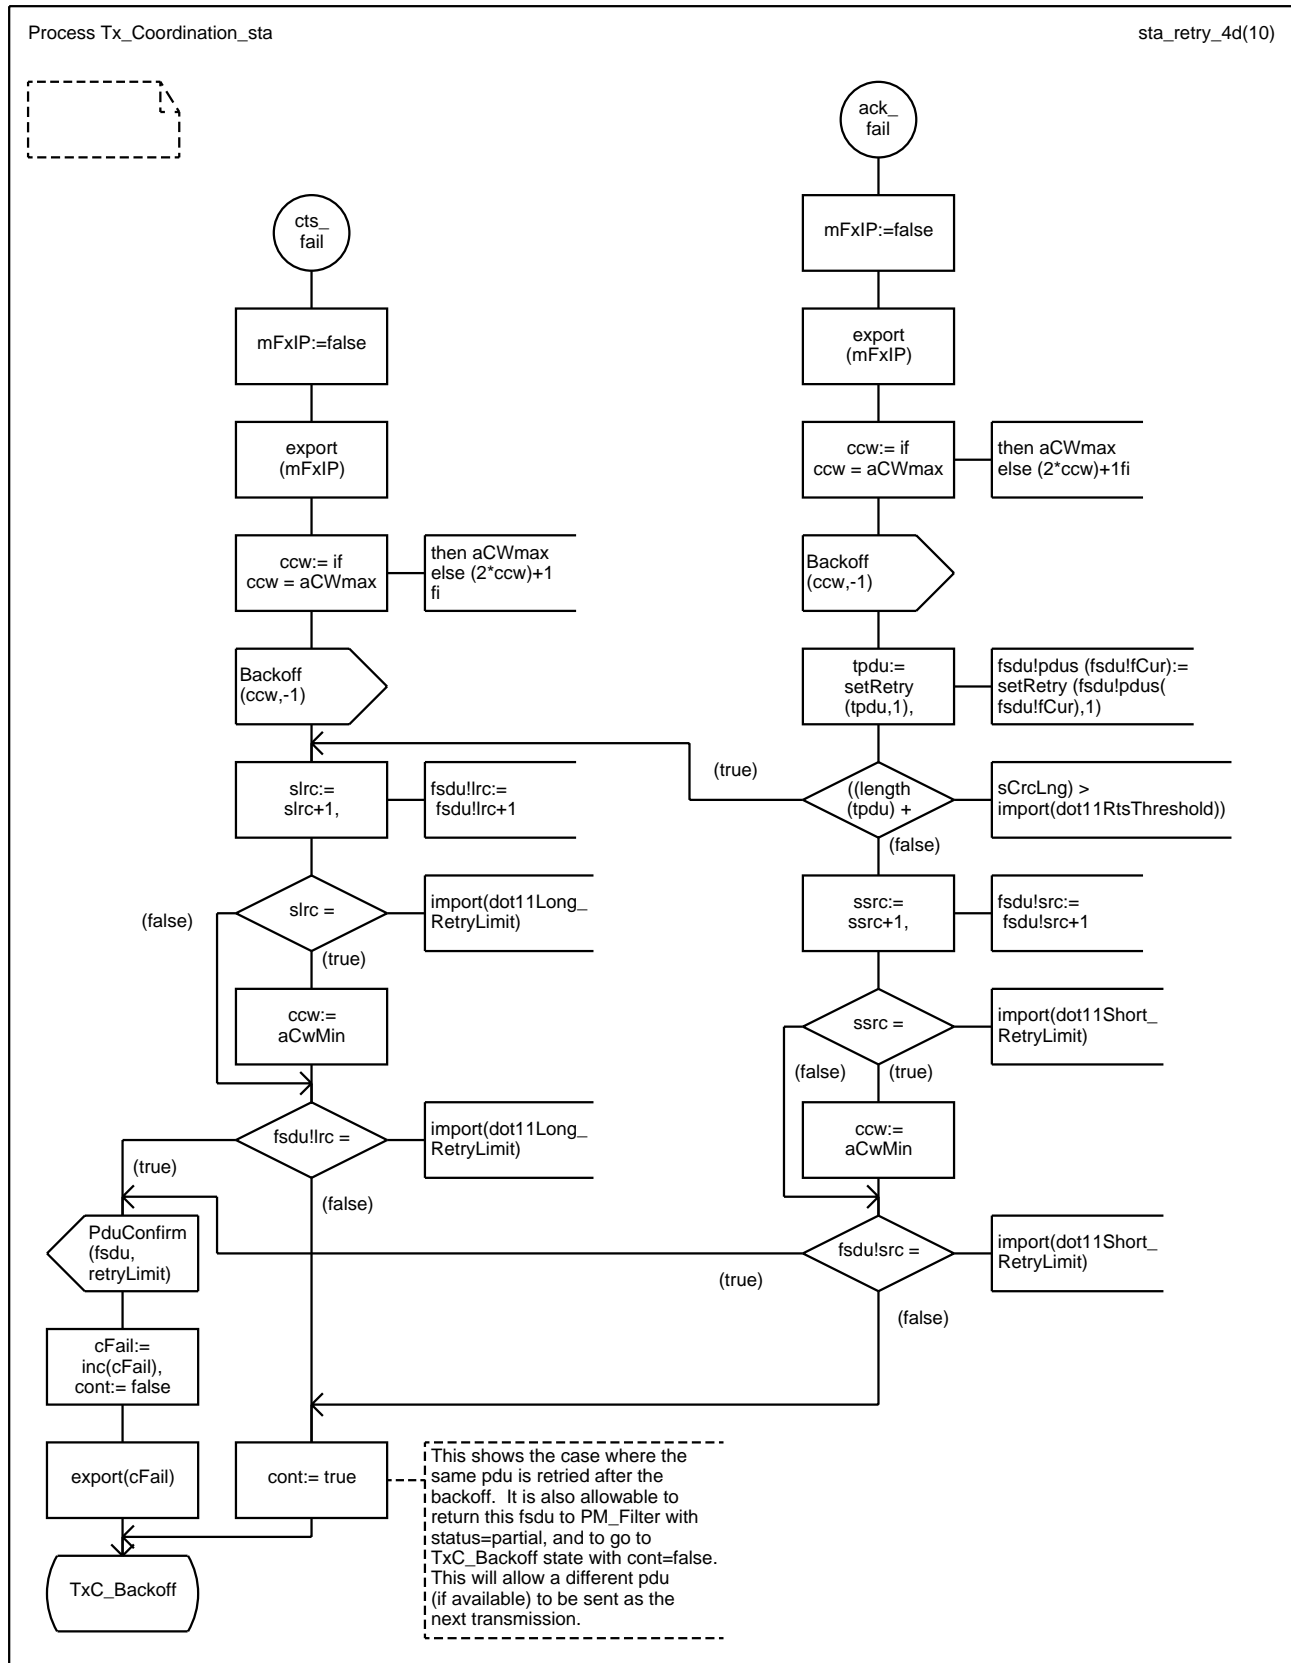 Process Tx_Coordination_sta
sta_retry_4d(10)
ack_
fail
mFxIP:=false
export
(mFxIP)
ccw:= if
ccw = aCWmax
then aCWmax
else (2*ccw)+1fi
Backoff
(ccw,-1)
tpdu:=
setRetry
(tpdu,1),
fsdu!pdus (fsdu!fCur):=
setRetry (fsdu!pdus(
fsdu!fCur),1)
((length
(tpdu) +
sCrcLng) >
import(dot11RtsThreshold))
(true)
(false)
ssrc:=
ssrc+1,
fsdu!src:=
fsdu!src+1
ssrc =
import(dot11Short_
RetryLimit)
(false)
(true)
ccw:=
aCwMin
fsdu!src =
import(dot11Short_
RetryLimit)
(true)
(false)
cts_
fail
mFxIP:=false
export
(mFxIP)
ccw:= if
ccw = aCWmax
then aCWmax
else (2*ccw)+1
fi
Backoff
(ccw,-1)
slrc:=
slrc+1,
fsdu!lrc:=
fsdu!lrc+1
slrc =
import(dot11Long_
RetryLimit)
(false)
(true)
ccw:=
aCwMin
fsdu!lrc =
import(dot11Long_
RetryLimit)
(true)
(false)
PduConfirm
(fsdu,
retryLimit)
cFail:=
inc(cFail),
cont:= false
export(cFail)
cont:= true
This shows the case where the
same pdu is retried after the
backoff.  It is also allowable to
return this fsdu to PM_Filter with
status=partial, and to go to
TxC_Backoff state with cont=false.
This will allow a different pdu
(if available) to be sent as the
next transmission.
TxC_Backoff